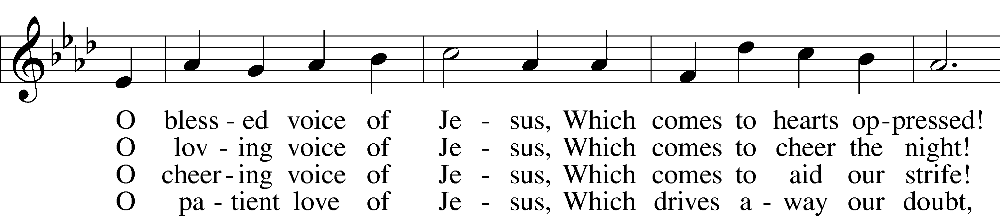 O bless - ed voice of Je - sus, Which comes to hearts op-pressed!
O lov - ing voice of Je - sus, Which comes to cheer the night!
O cheer - ing voice of Je - sus, Which comes to aid our strife!
O pa - tient love of Je - sus, Which drives a - way our doubt,